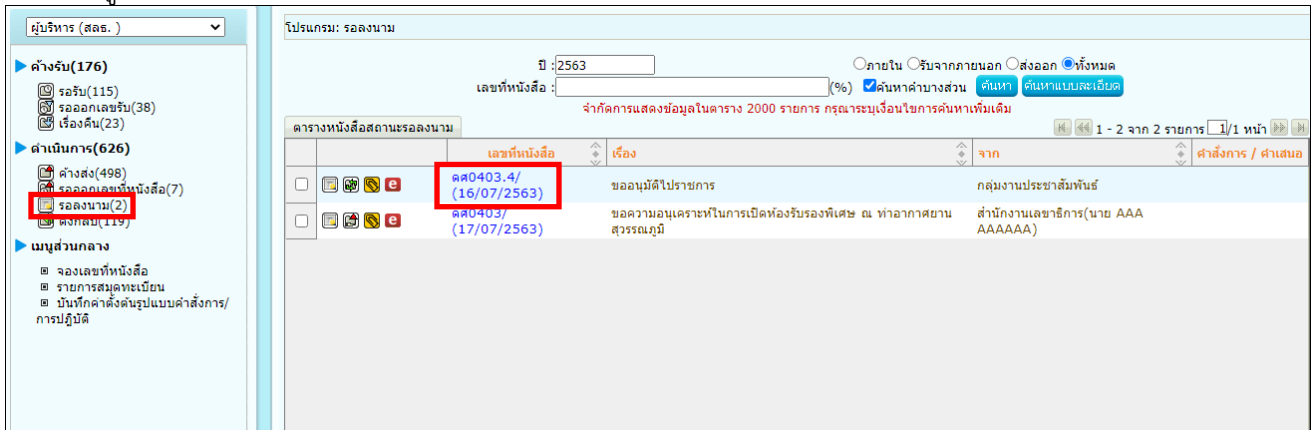 ผู้บริหาร (สลธ. )
ค้างรับ(176)
รอรับ(115)
รอออกเลขรับ(38)
เรื่องคืน(23)
ดำเนินการ(626)
ค้างส่ง(498)
รอออกเลขที่หนังสือ(7)
รอลงนาม(2)
ดึงกลับ(119)
เมนูส่วนกลาง
จองเลขที่หนังสือ
รายการสมุดทะเบียน
บันทึกค่าตั้งต้นรูปแบบคำสั่งการ/
การปฏิบัติ
โปรแกรม: รอลงนาม
ปี : 2563 ภายใน รับจากภายนอก ส่งออก ทั้งหมด
เลขที่หนังสือ : (%) ค้นหาคำบางส่วน ค้นหา ค้นหาแบบละเอียด
จำกัดการแสดงข้อมูลในตาราง 2000 รายการ กรุณาระบุเงื่อนไขการค้นหาเพิ่มเติม
ตารางหนังสือสถานะรอลงนาม 1 - 2 จาก 2 รายการ 1/1 หน้า
เลขที่หนังสือ เรื่อง จาก คำสั่งการ / คำเสนอ
ดศ0403.4/ ขออนุมัติไปราชการ กลุ่มงานประชาสัมพันธ์
(16/07/2563)
ดศ0403/ ขอความอนุเคราะห์ในการเปิดห้องรับรองพิเศษ ณ ท่าอากาศยาน สำนักงานเลขาธิการ(นาย AAA
(17/07/2563) สุวรรณภูมิ AAAAAA)